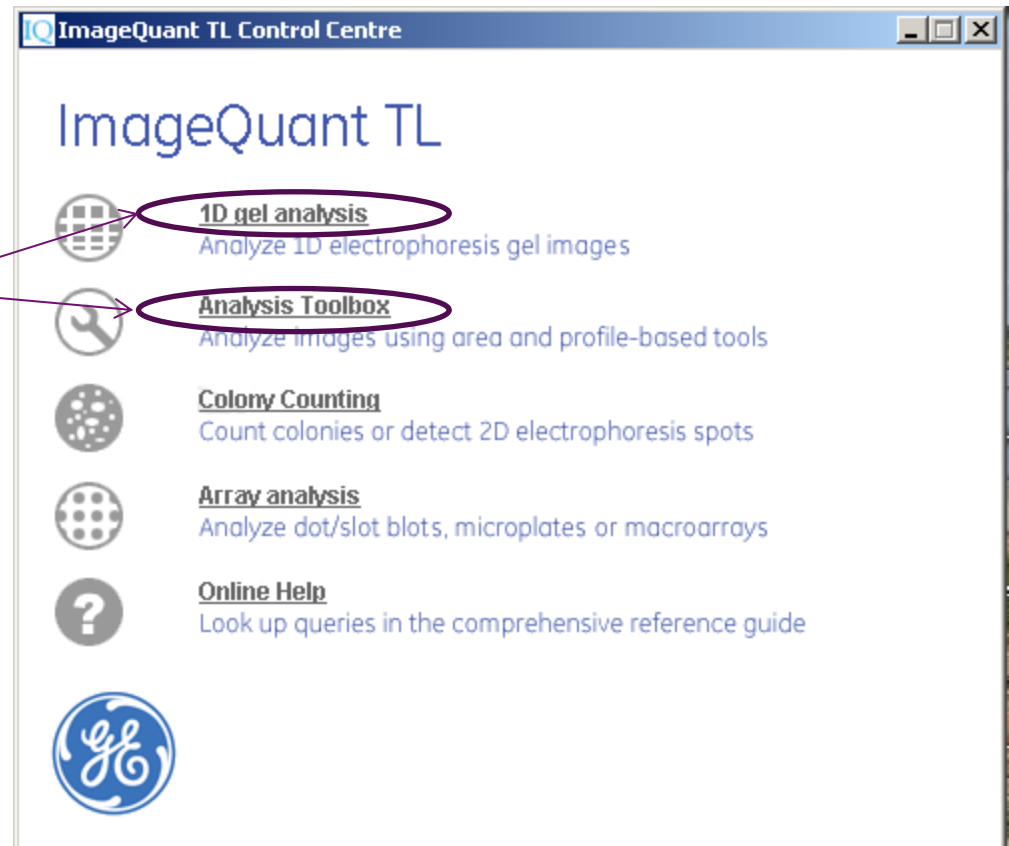 IQ ImageQuant TL Control Centre
ImageQuant TL
1D gel analysis
Analyze 1D electrophoresis gel images
Analysis Toolbox
Analyze images using area and profile-based tools
Colony Counting
Count colonies or detect 2D electrophoresis spots
Array analysis
Analyze dot/slot blots, microplates or macroarrays
?
Online Help
Look up queries in the comprehensive reference guide
GE